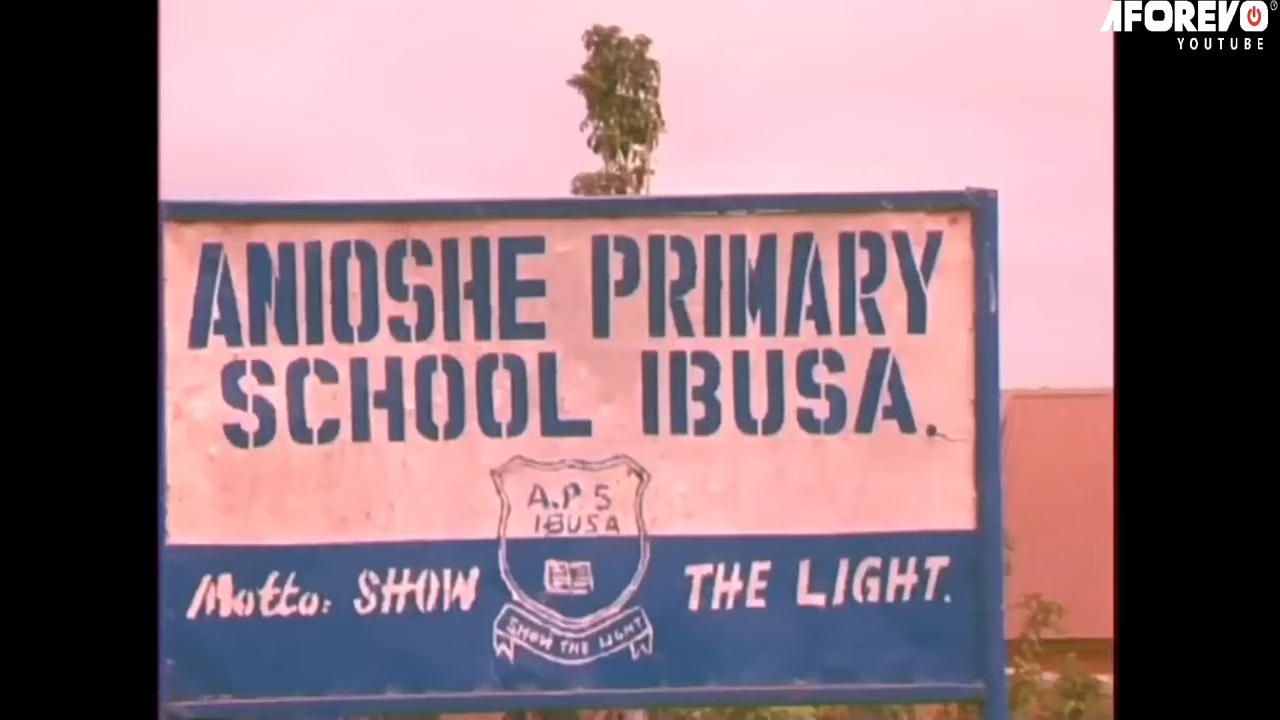 AFOREVO
YOUTUBE
ANIOSHE PRIMARY
SCHOOL IBUSA.
A.P.S
IBUSA
Motto: SHOW THE LIGHT.
SHOW THE LIGHT